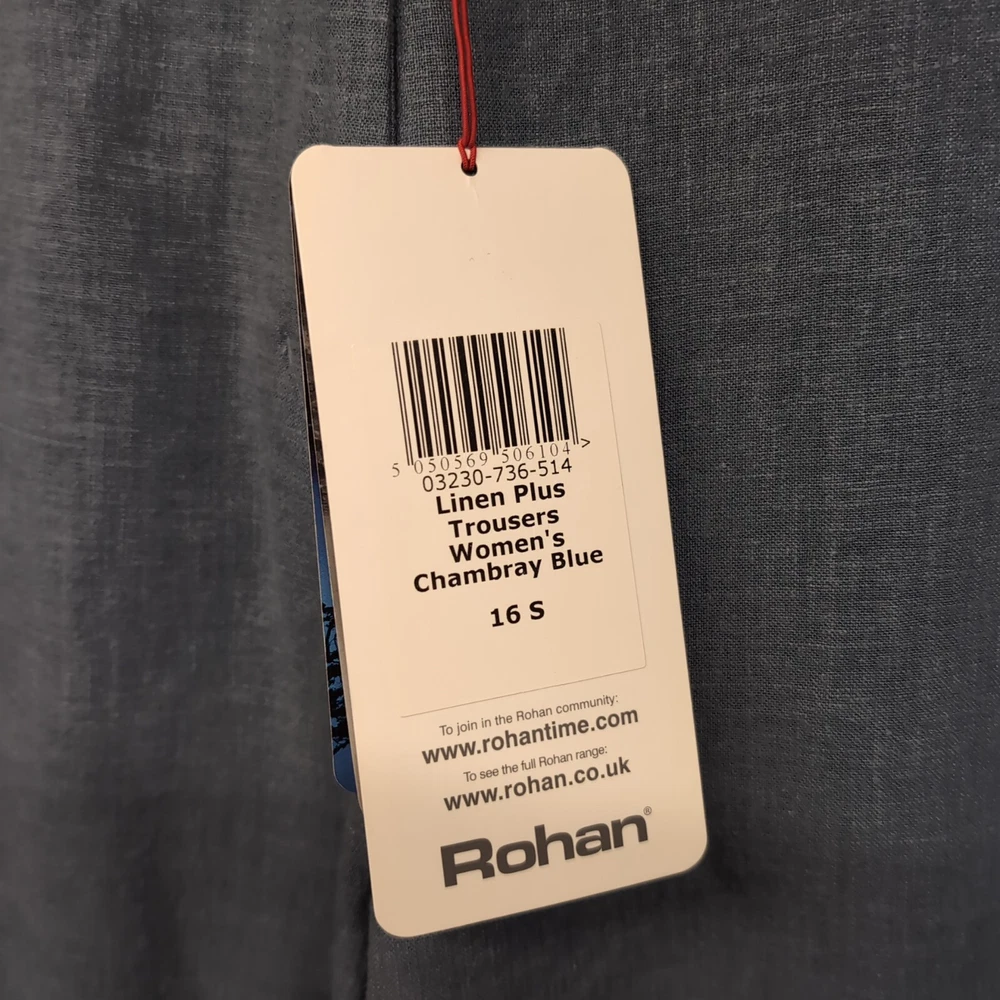 5 050569 506104 >
03230-736-514
Linen Plus
Trousers
Women's
Chambray Blue
16 S
To join in the Rohan community:
www.rohantime.com
To see the full Rohan range:
www.rohan.co.uk
Rohan®